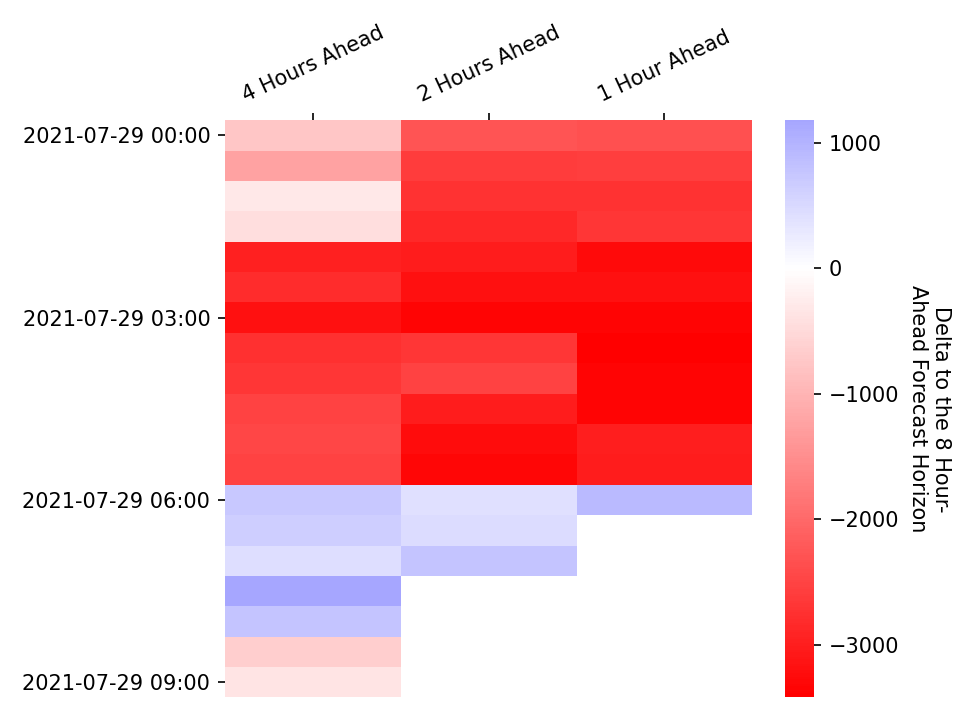 4 Hours Ahead
2 Hours Ahead
1 Hour Ahead
2021-07-29 00:00
2021-07-29 03:00
2021-07-29 06:00
2021-07-29 09:00
1000
0
−1000
−2000
−3000
Delta to the 8 Hour-
Ahead Forecast Horizon